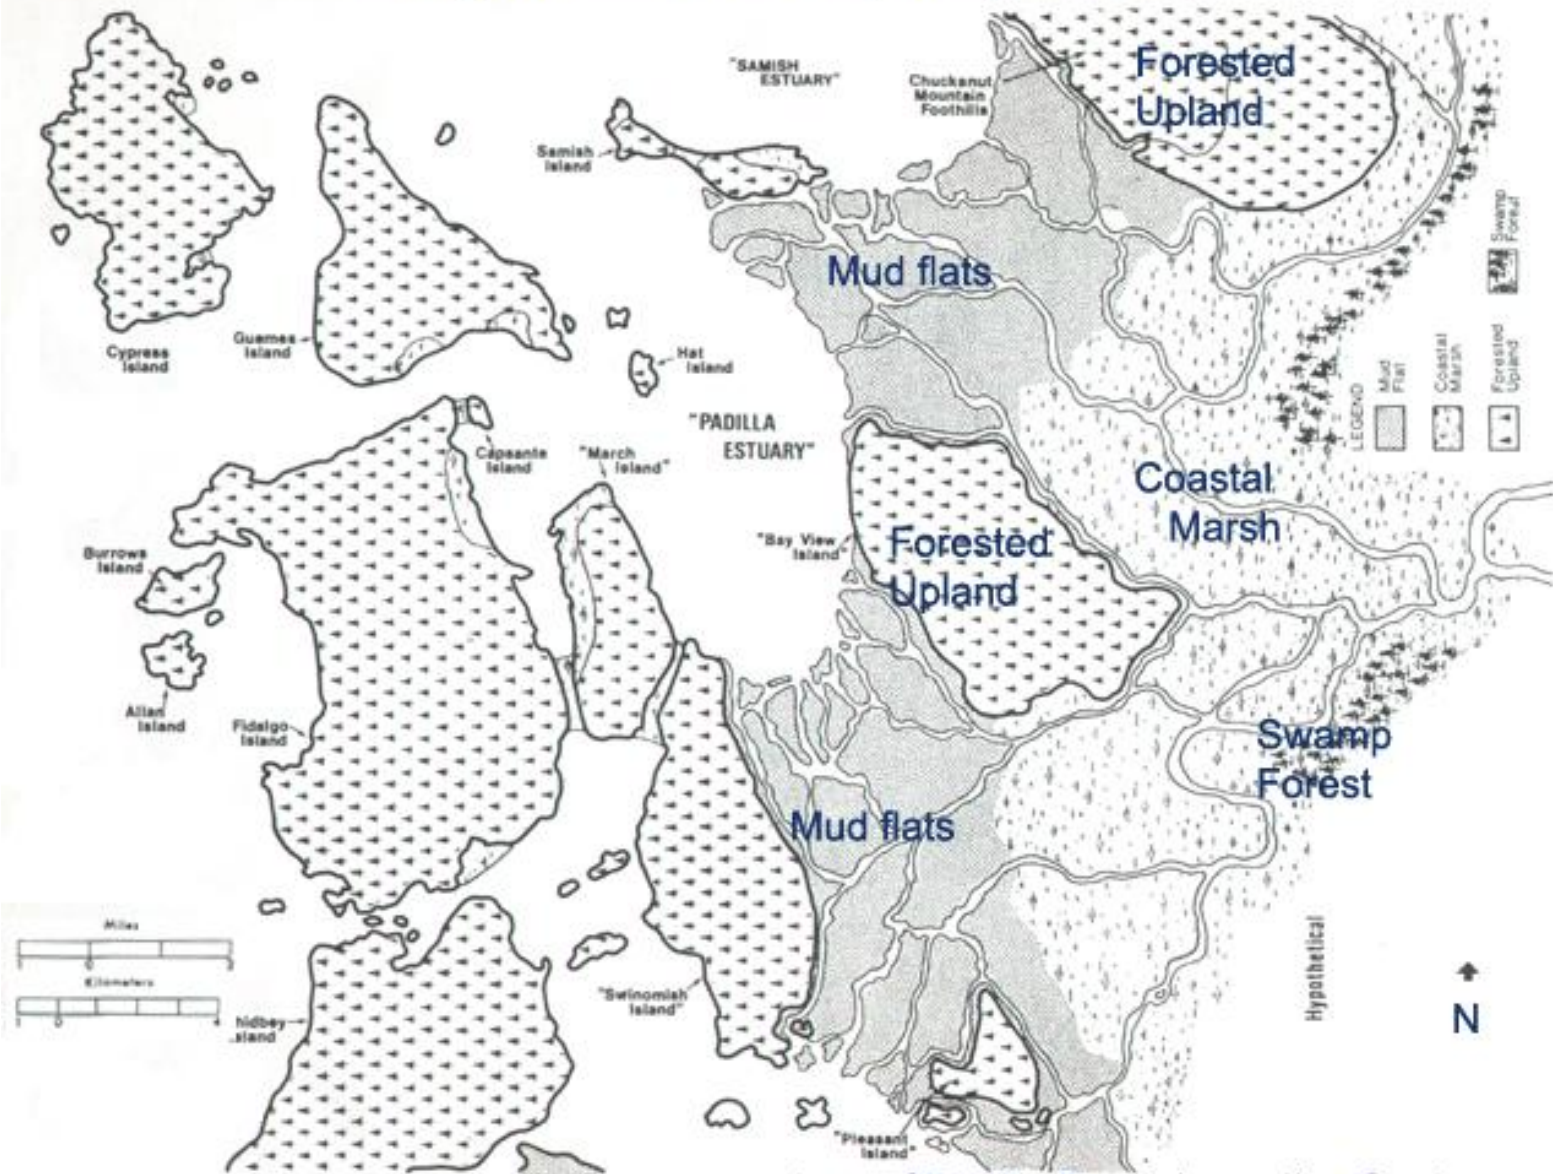 "SAMISH
ESTUARY"
Chuckanut
Mountain
Foothills
Forested
Upland
Samish
Island
Mud flats
Cypress
Island
Guemes
Island
Hat
Island
"PADILLA
ESTUARY"
Capsante
Island
"March
Island"
Coastal
Marsh
"Bay View
Island
Forested
Upland
Burrows
Island
Allan
Island
Fidalgo
Island
Swamp
Forest
Mud flats
Miles
Kilometers
hidbey
sland
"Swinomish
Island"
"Pleasant
Island"
LEGEND
Mud
Flat
Coastal
Marsh
Forested
Upland
Swamp
Forest
Hypothetical
N